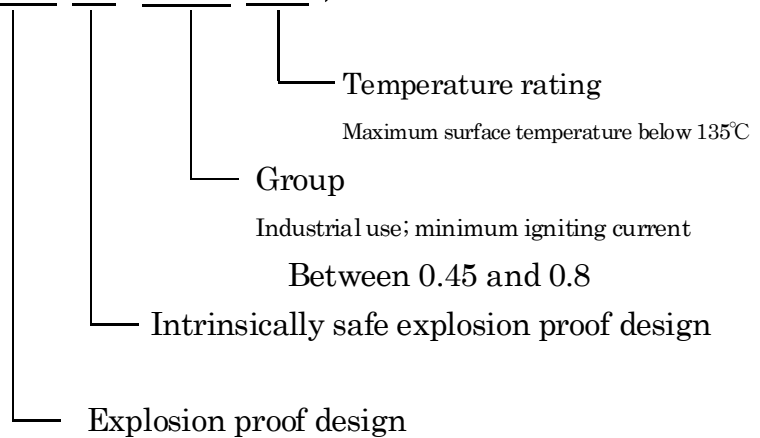 Temperature rating
Maximum surface temperature below 135℃
Group
Industrial use; minimum igniting current
Between 0.45 and 0.8
Intrinsically safe explosion proof design
Explosion proof design